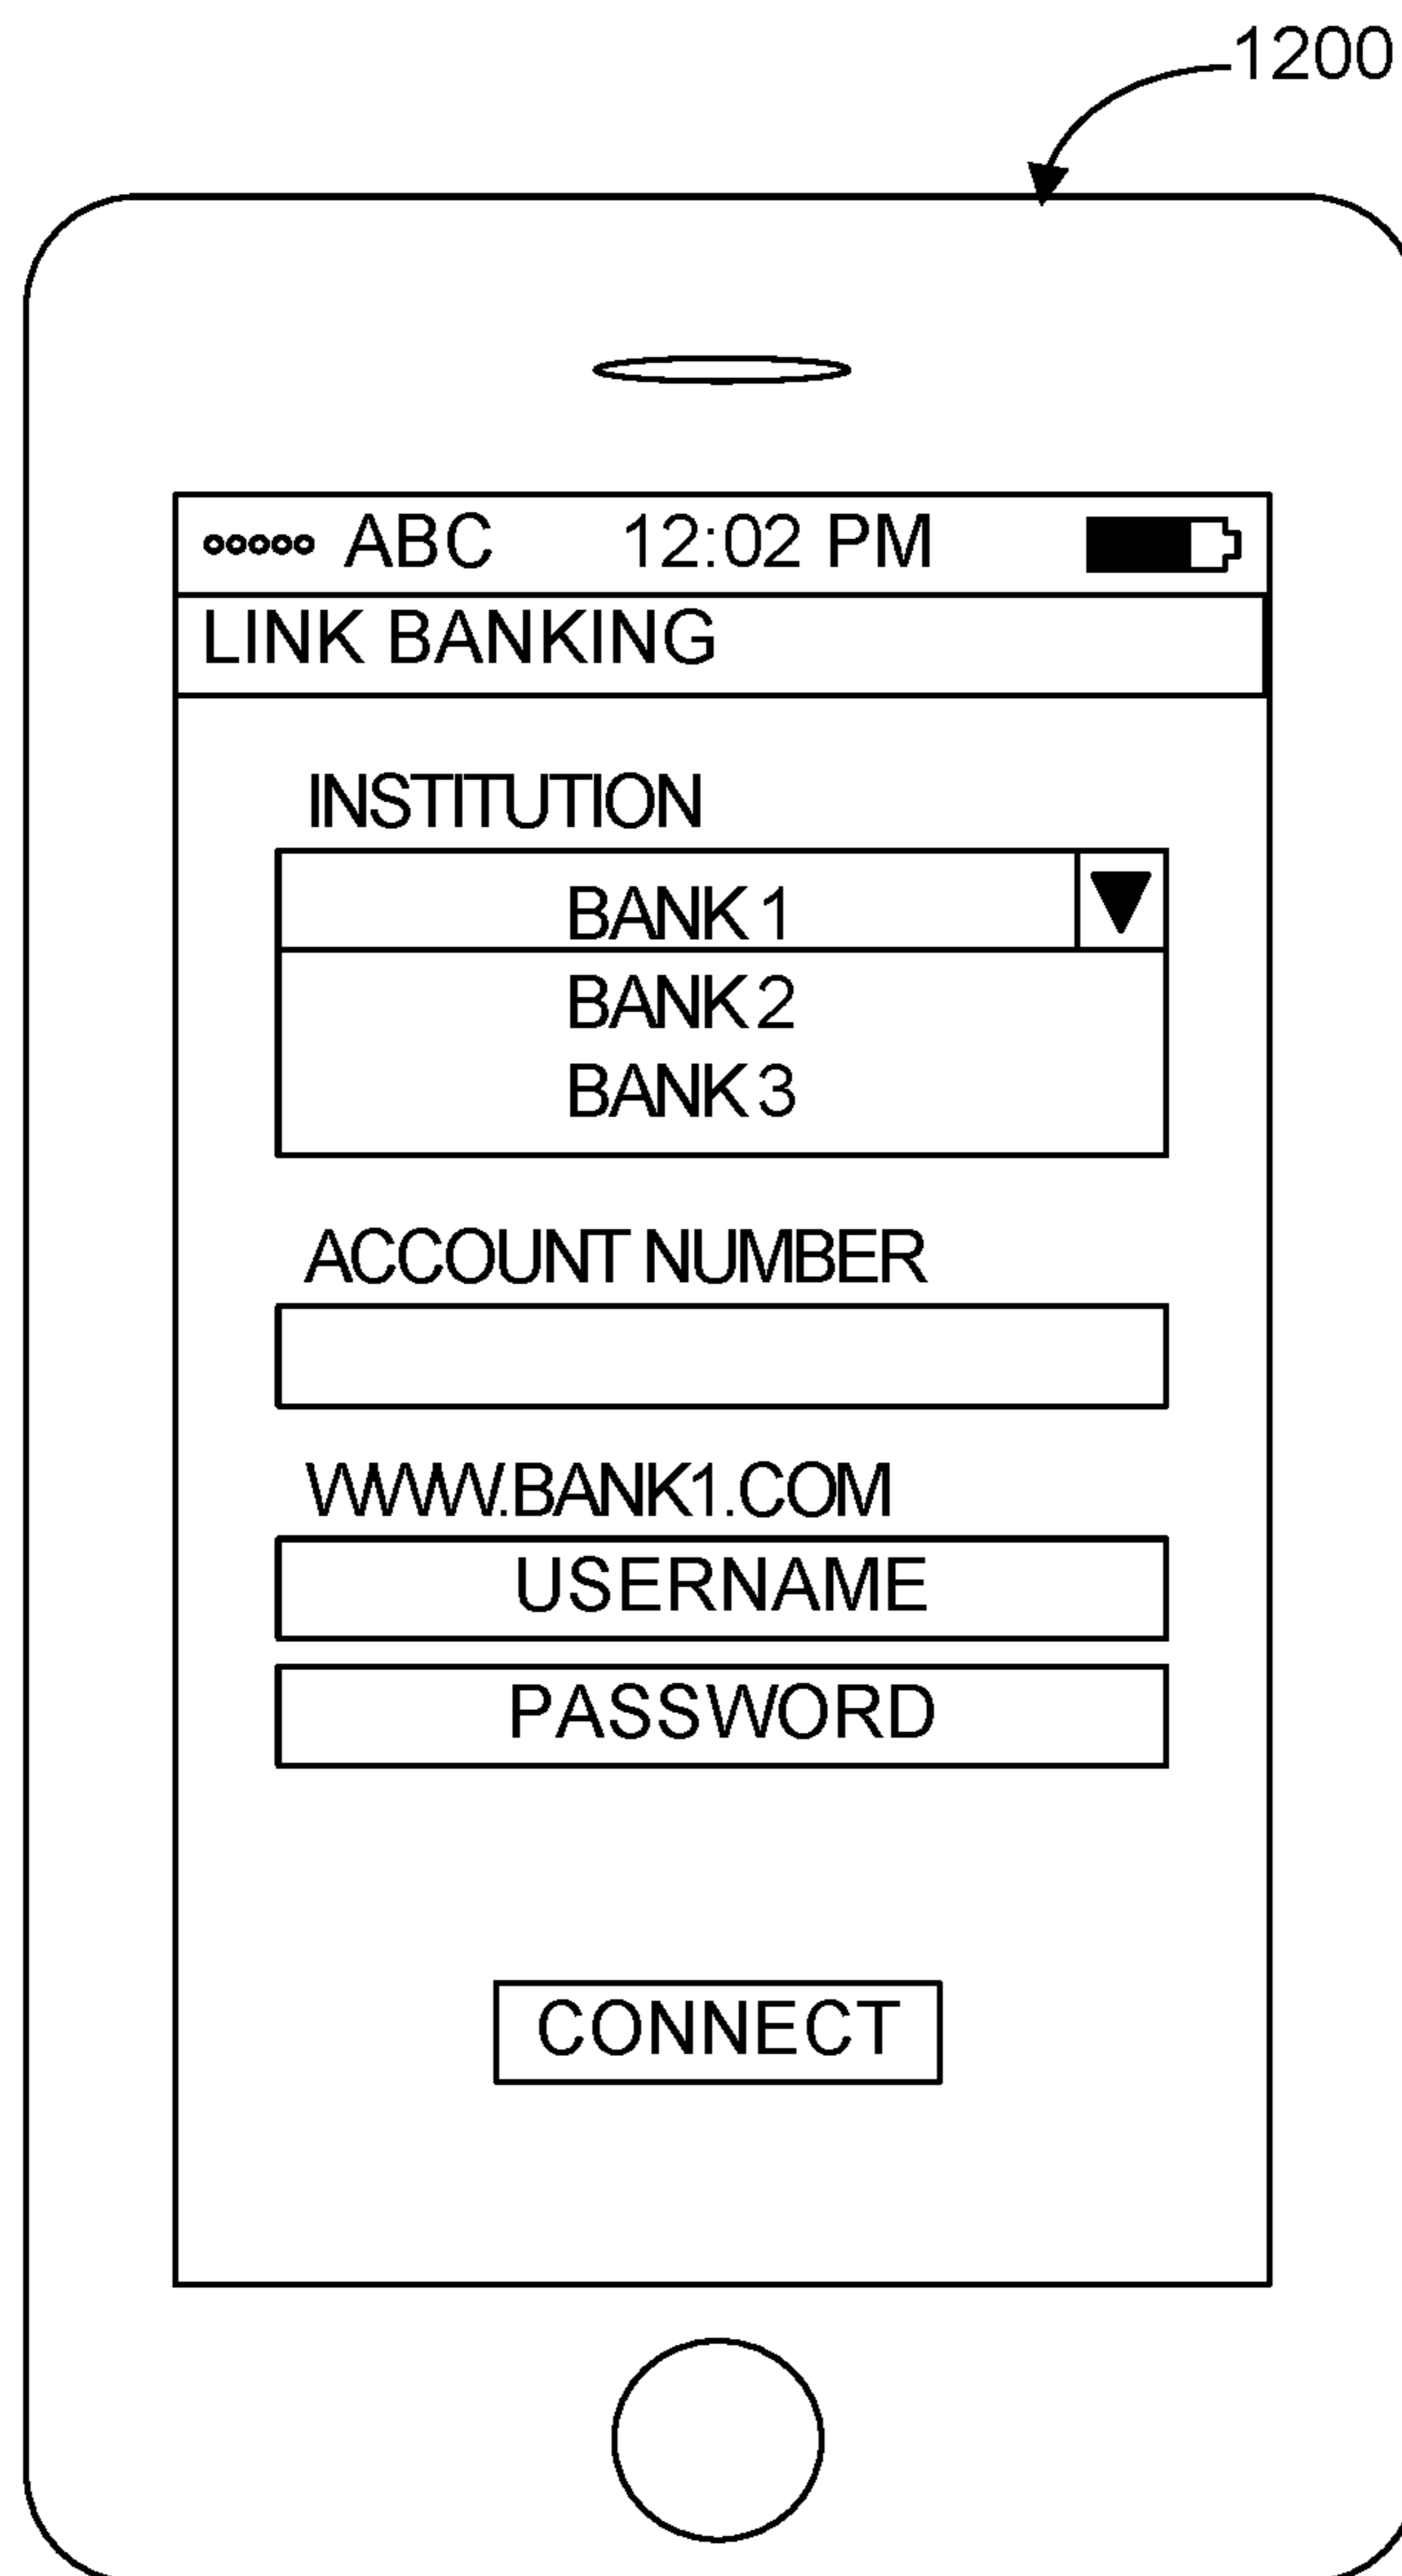 1200
ABC 12:02 PM
LINK BANKING
INSTITUTION
BANK 1
BANK 2
BANK 3
ACCOUNT NUMBER
WWW.BANK1.COM
USERNAME
PASSWORD
CONNECT